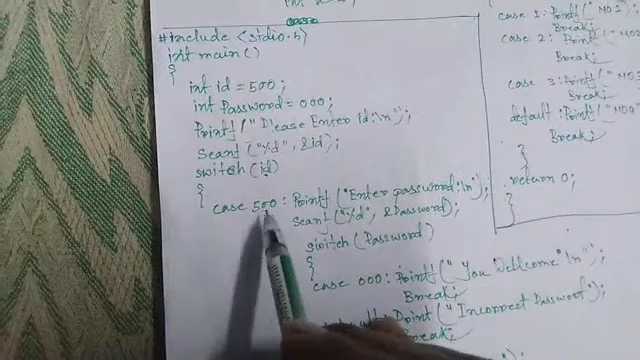 #include <stdio.h>
int main()
{
int id = 500;
int Password = 000;
Printf("Please Enter id:\n");
Scanf("%d", &id);
switch (id)
{
case 500: Printf("Enter password:\n");
Scanf("%d", &Password);
switch (Password)
{
case 000: Printf("You Wellcome"\n");
Break;
Print("Incorrect Password");
Break;
case 1: Printf("
Break;
case 2: Printf("
Break;
case 3: Printf("
Break;
default: Printf("
Break;
}
}
return 0;
}